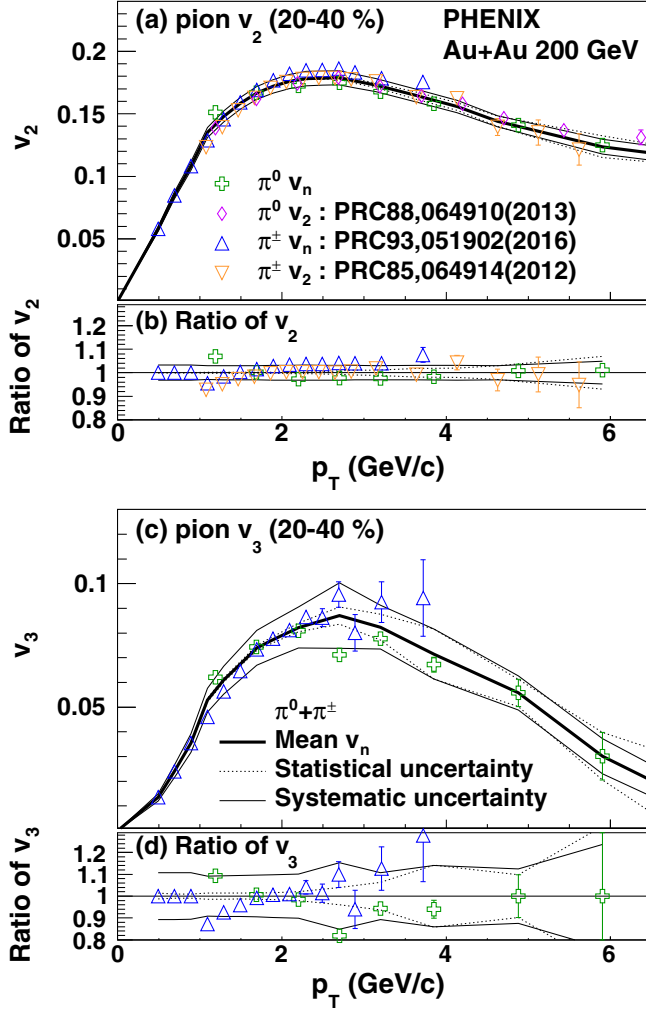 (a) pion v₂ (20-40 %) PHENIX
Au+Au 200 GeV
v₂
0.2
0.15
0.1
0.05
π⁰ vₙ
π⁰ v₂ : PRC88,064910(2013)
π± vₙ : PRC93,051902(2016)
π± v₂ : PRC85,064914(2012)
(b) Ratio of v₂
Ratio of v₂
1.2
1.1
1
0.9
0.8
0 2 4 6
p_T (GeV/c)
(c) pion v₃ (20-40 %)
v₃
0.1
0.05
π⁰+π±
Mean vₙ
Statistical uncertainty
Systematic uncertainty
(d) Ratio of v₃
Ratio of v₃
1.2
1.1
1
0.9
0.8
0 2 4 6
p_T (GeV/c)